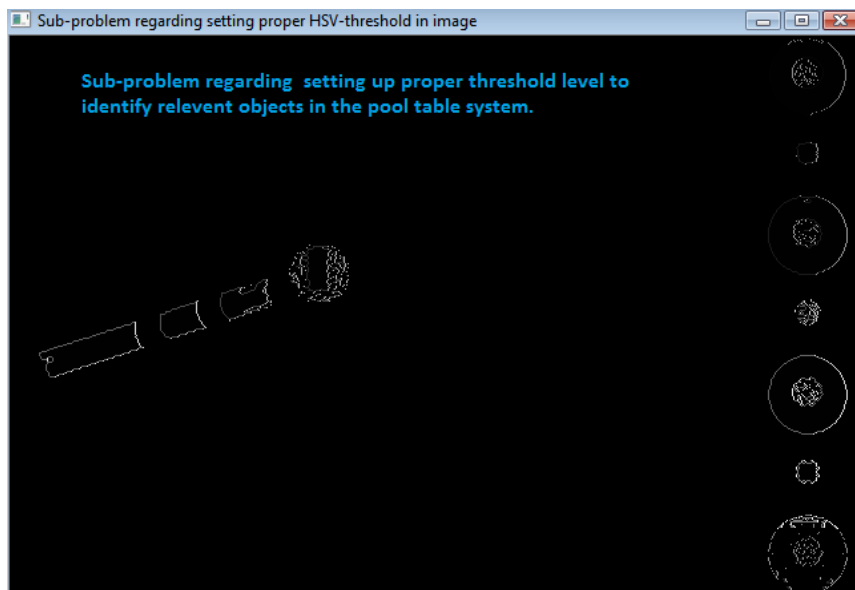 Sub-problem regarding setting proper HSV-threshold in image
Sub-problem regarding  setting up proper threshold level to
identify relevent objects in the pool table system.